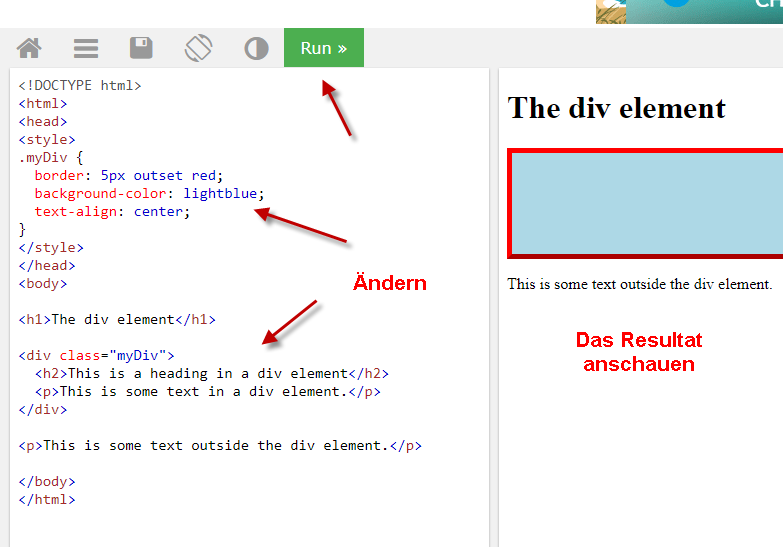 CH
Run »
<!DOCTYPE html>
<html>
<head>
<style>
.myDiv {
  border: 5px outset red;
  background-color: lightblue;
  text-align: center;
}
</style>
</head>
<body>

<h1>The div element</h1>

<div class="myDiv">
  <h2>This is a heading in a div element</h2>
  <p>This is some text in a div element.</p>
</div>

<p>This is some text outside the div element.</p>

</body>
</html>
Ändern
The div element
This is some text outside the div element.
Das Resultat
anschauen